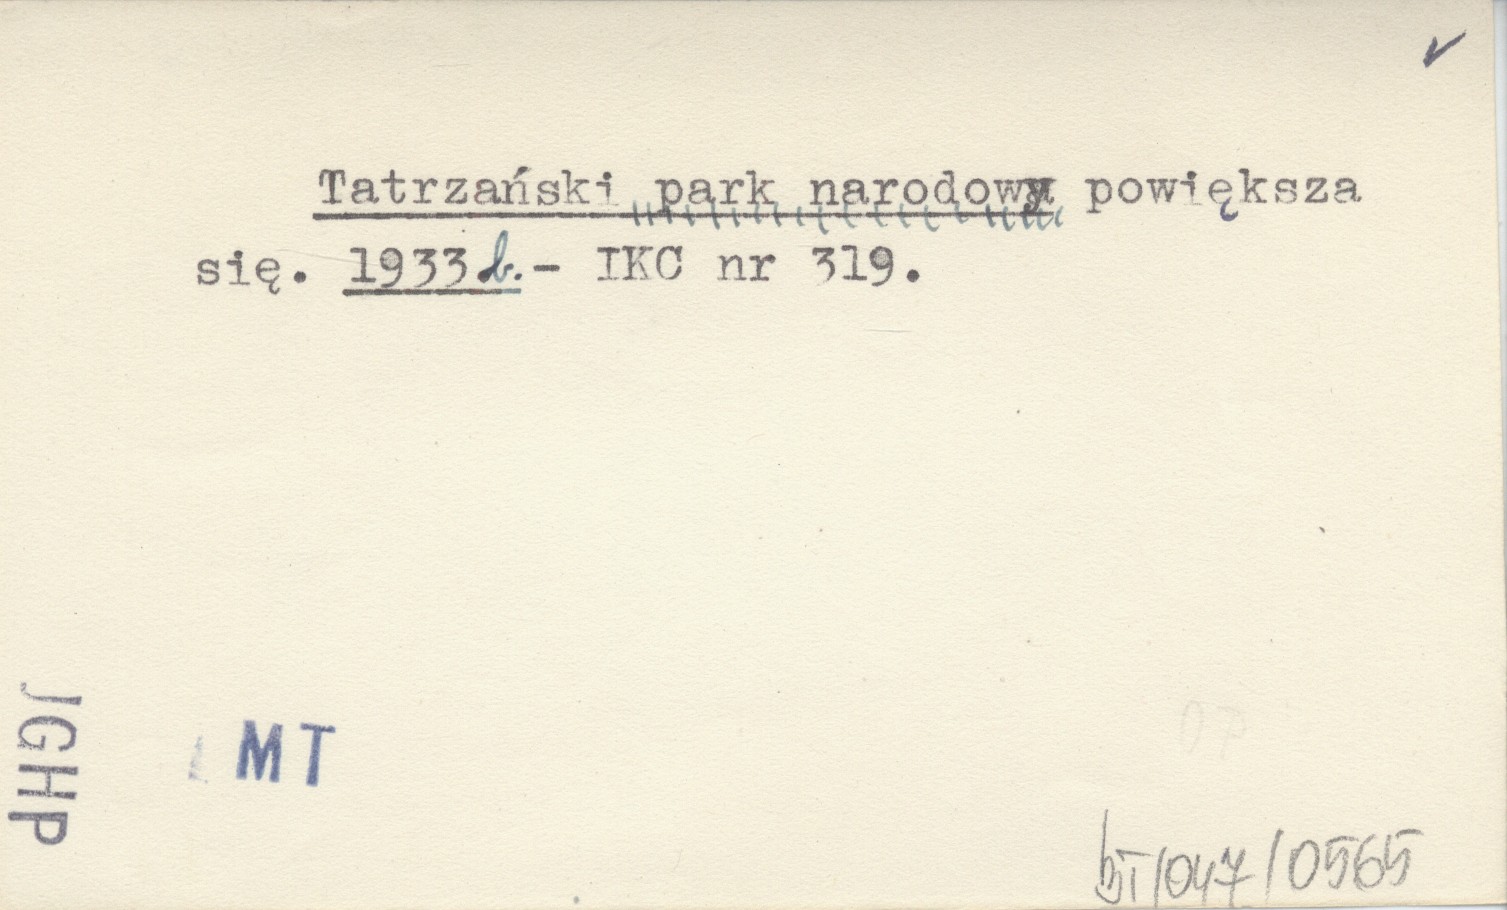 Tatrzański park narodowy powiększa
się. 1933 b.- IKC nr 319.
JGHP
MT
bT/047/0565